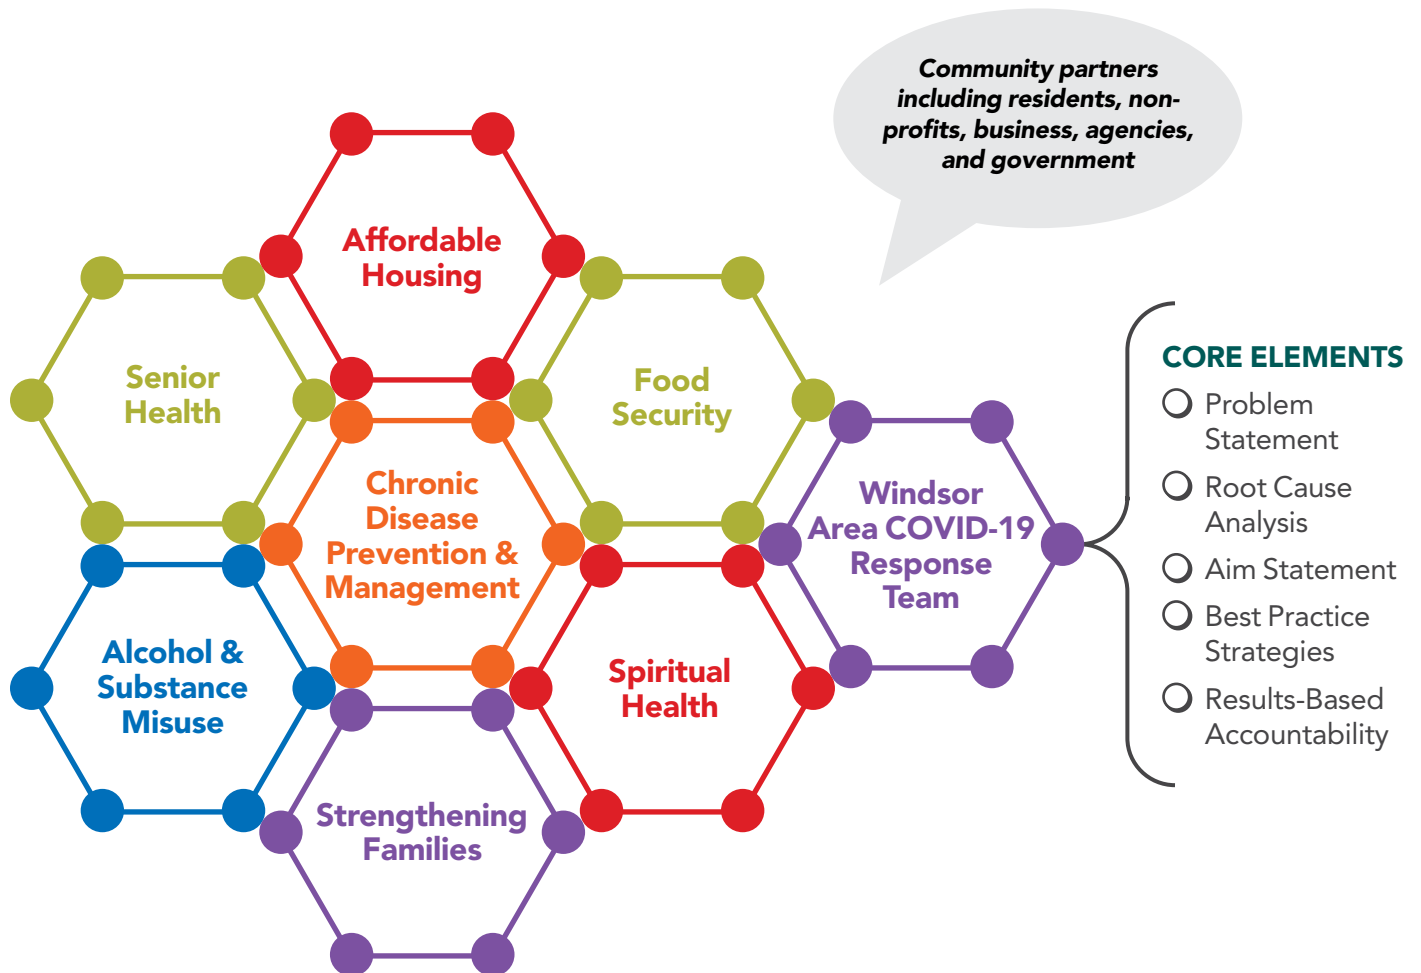 Community partners
including residents, non-
profits, business, agencies,
and government
Affordable
Housing
Senior
Health
Food
Security
Chronic
Disease
Prevention &
Management
Windsor
Area COVID-19
Response
Team
Alcohol &
Substance
Misuse
Spiritual
Health
Strengthening
Families
CORE ELEMENTS
Problem
Statement
Root Cause
Analysis
Aim Statement
Best Practice
Strategies
Results-Based
Accountability